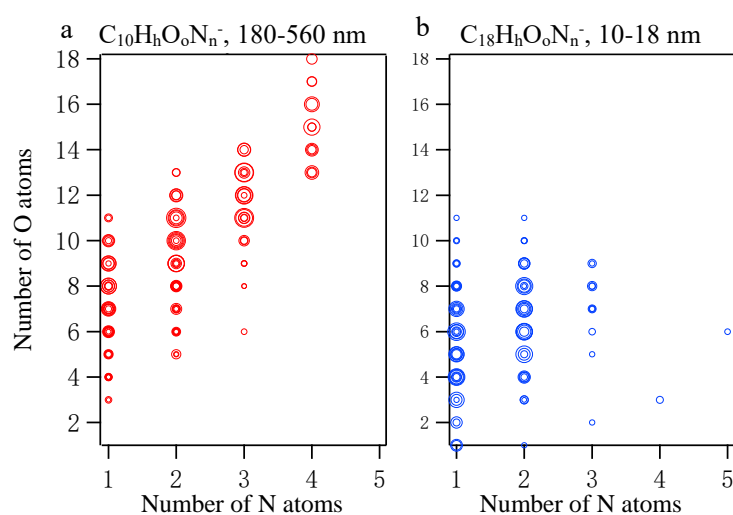 a C₁₀HₕOₒNₙ⁻, 180-560 nm
b C₁₈HₕOₒNₙ⁻, 10-18 nm
Number of O atoms
18
16
14
12
10
8
6
4
2
1 2 3 4 5
Number of N atoms
18
16
14
12
10
8
6
4
2
1 2 3 4 5
Number of N atoms